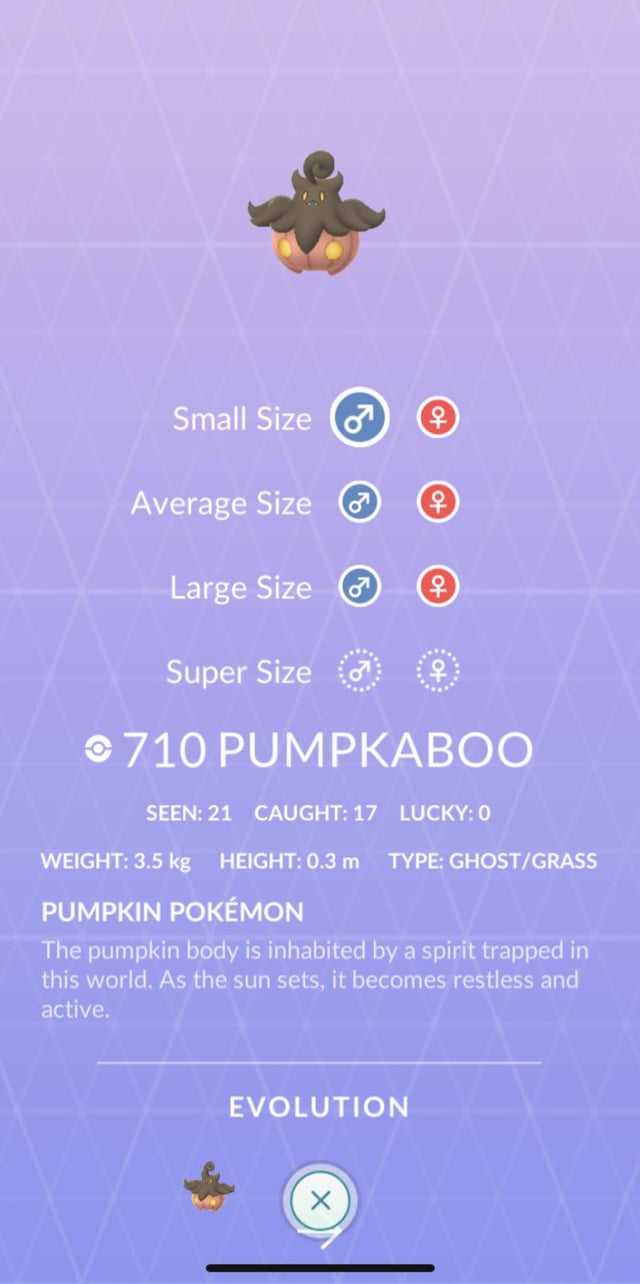 Small Size ♂ ♀
Average Size ♂ ♀
Large Size ♂ ♀
Super Size ♂ ♀
710 PUMPKABOO
SEEN: 21 CAUGHT: 17 LUCKY: 0
WEIGHT: 3.5 kg HEIGHT: 0.3 m TYPE: GHOST/GRASS
PUMPKIN POKÉMON
The pumpkin body is inhabited by a spirit trapped in
this world. As the sun sets, it becomes restless and
active.
EVOLUTION